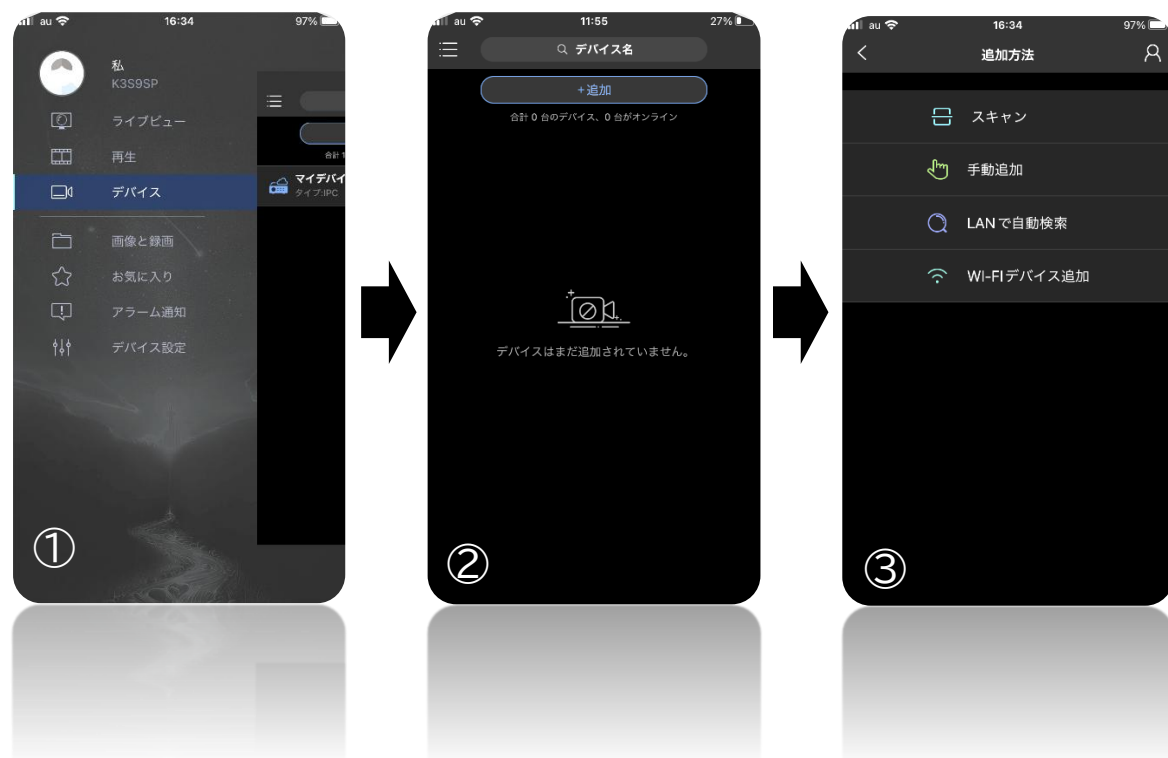 au 16:34 97%
私
K3S9SP
ライブビュー
再生
デバイス
画像と録画
お気に入り
アラーム通知
デバイス設定
合計 1
マイデバイ
タイプ:IPC
①
au 11:55 27%
デバイス名
+追加
合計 0 台のデバイス、0 台がオンライン
デバイスはまだ追加されていません。
②
au 16:34 97%
追加方法
スキャン
手動追加
LANで自動検索
WI-FIデバイス追加
③